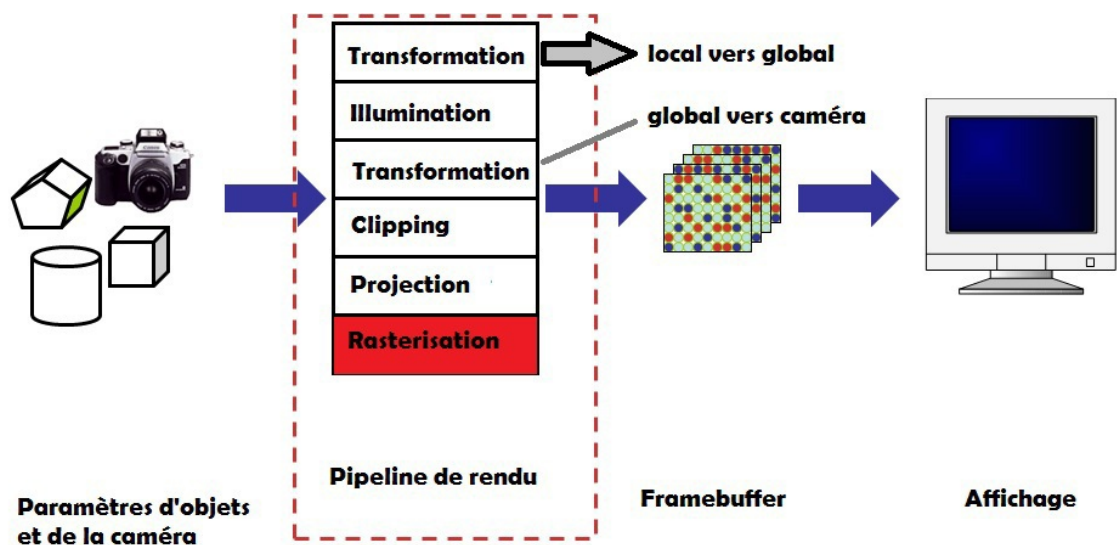 Transformation
local vers global
Illumination
global vers caméra
Transformation
Clipping
Projection
Rasterisation
Pipeline de rendu
Paramètres d'objets
et de la caméra
Framebuffer
Affichage